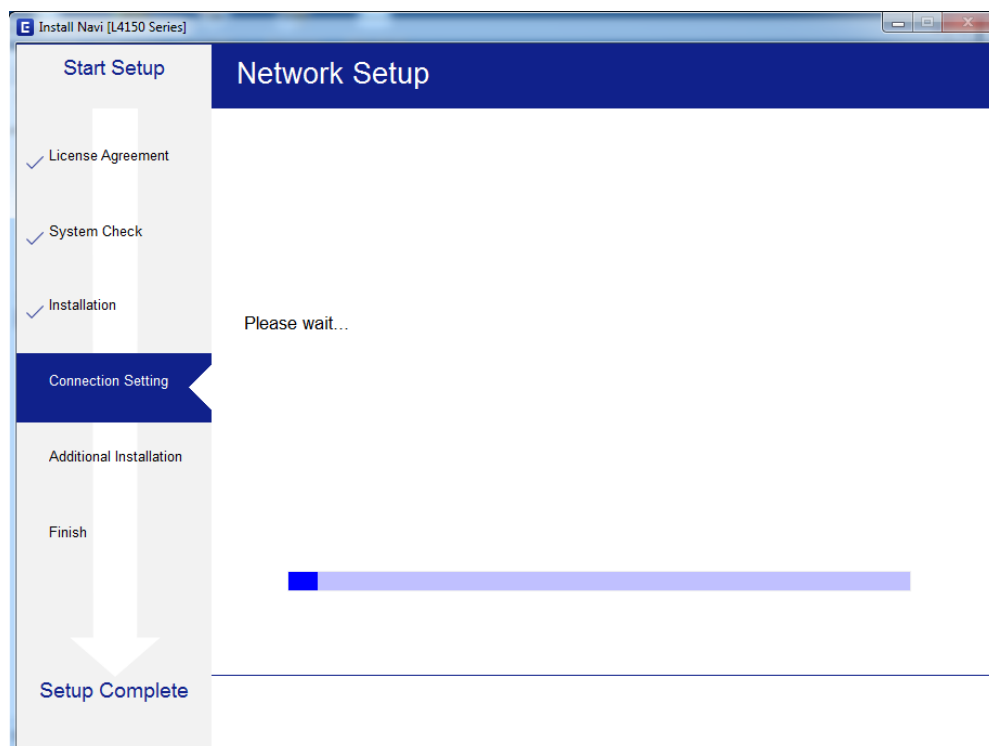 Install Navi [L4150 Series]
Start Setup
Network Setup
License Agreement
System Check
Installation
Please wait...
Connection Setting
Additional Installation
Finish
Setup Complete